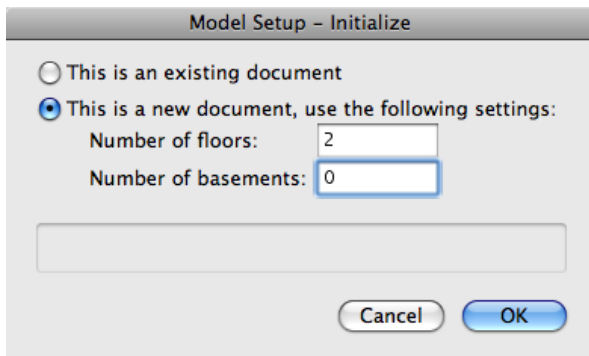 Model Setup – Initialize
This is an existing document
This is a new document, use the following settings:
Number of floors: 2
Number of basements: 0
Cancel OK